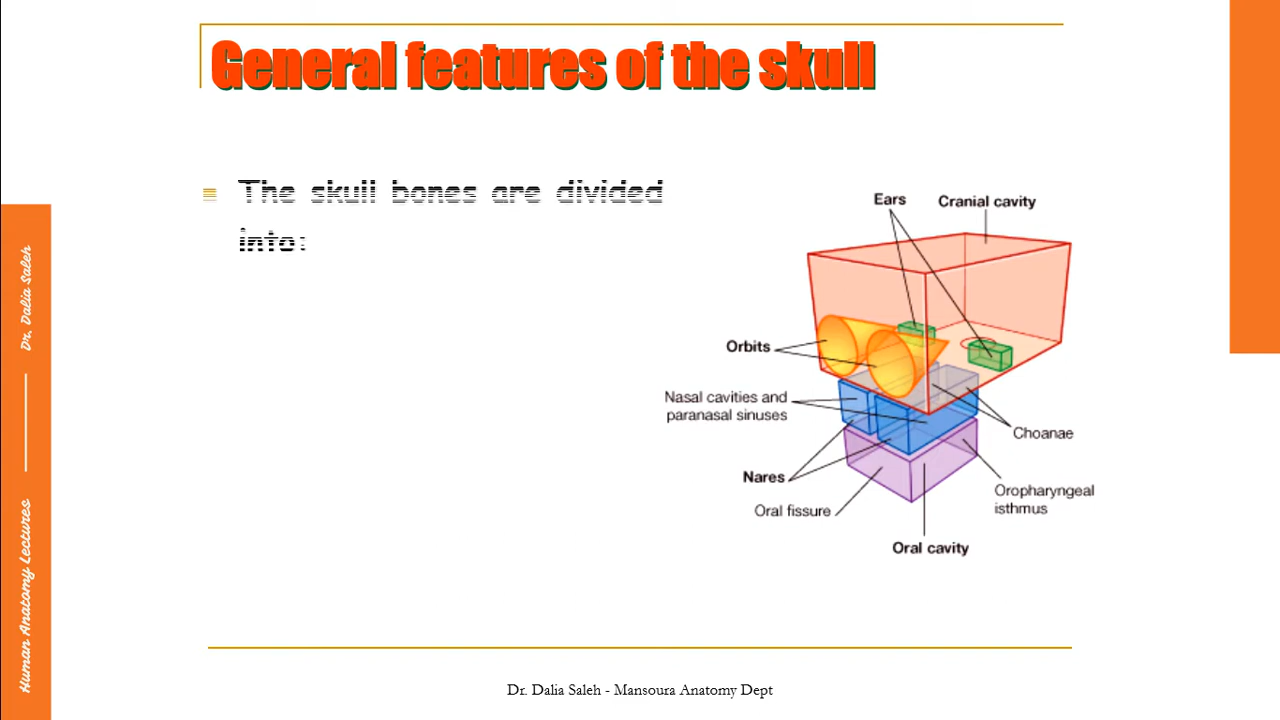 General features of the skull
The skull bones are divided
into:
Ears
Cranial cavity
Orbits
Nasal cavities and
paranasal sinuses
Choanae
Nares
Oropharyngeal
isthmus
Oral fissure
Oral cavity
Dr. Dalia Saleh
Human Anatomy Lectures
Dr. Dalia Saleh - Mansoura Anatomy Dept